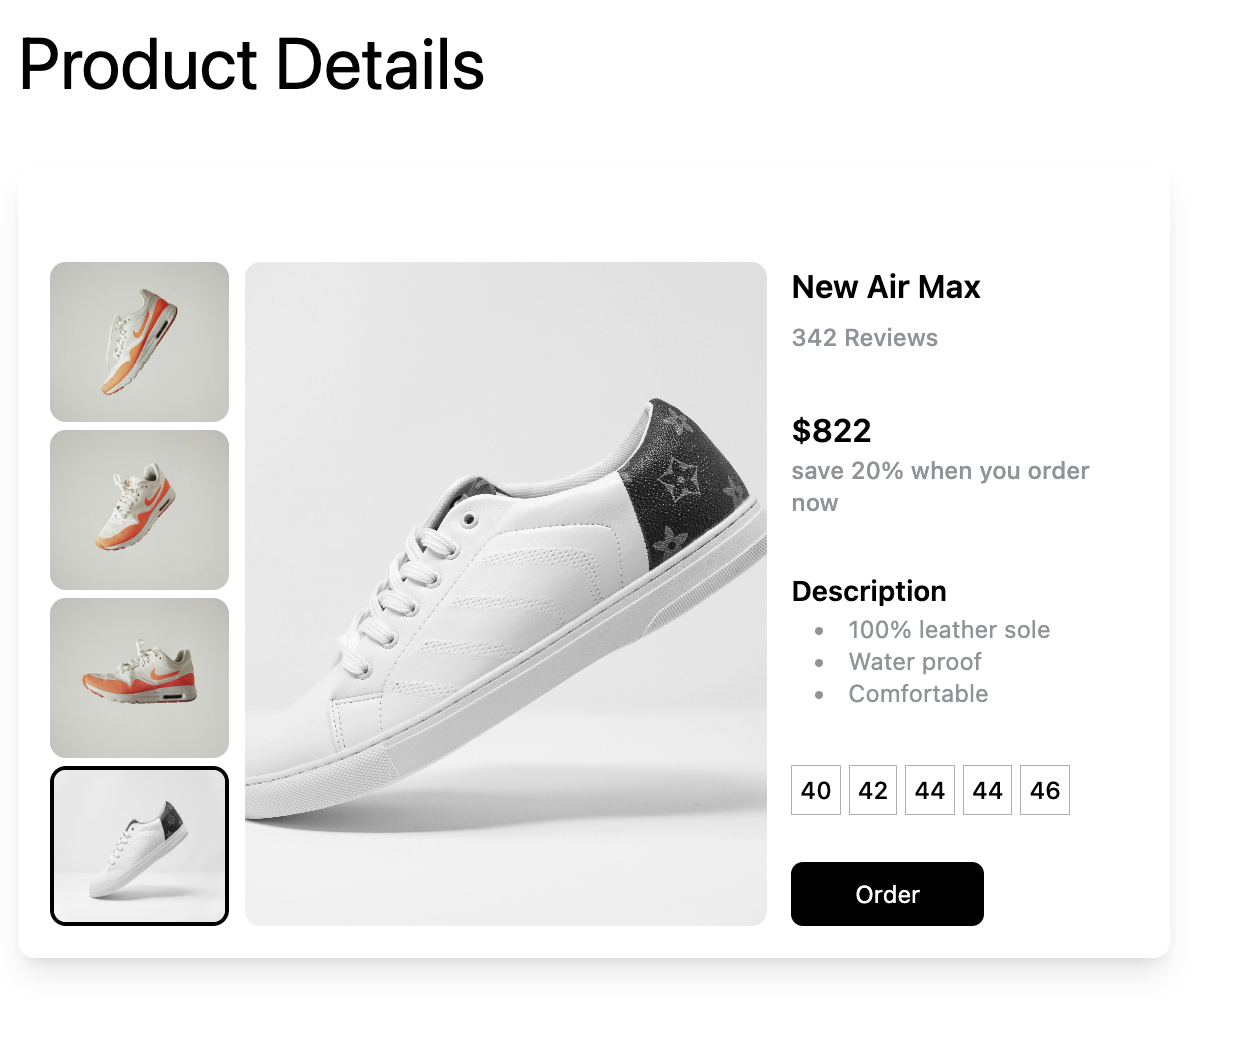 Product Details
New Air Max
342 Reviews
$822
save 20% when you order
now
Description
• 100% leather sole
• Water proof
• Comfortable
40 42 44 44 46
Order